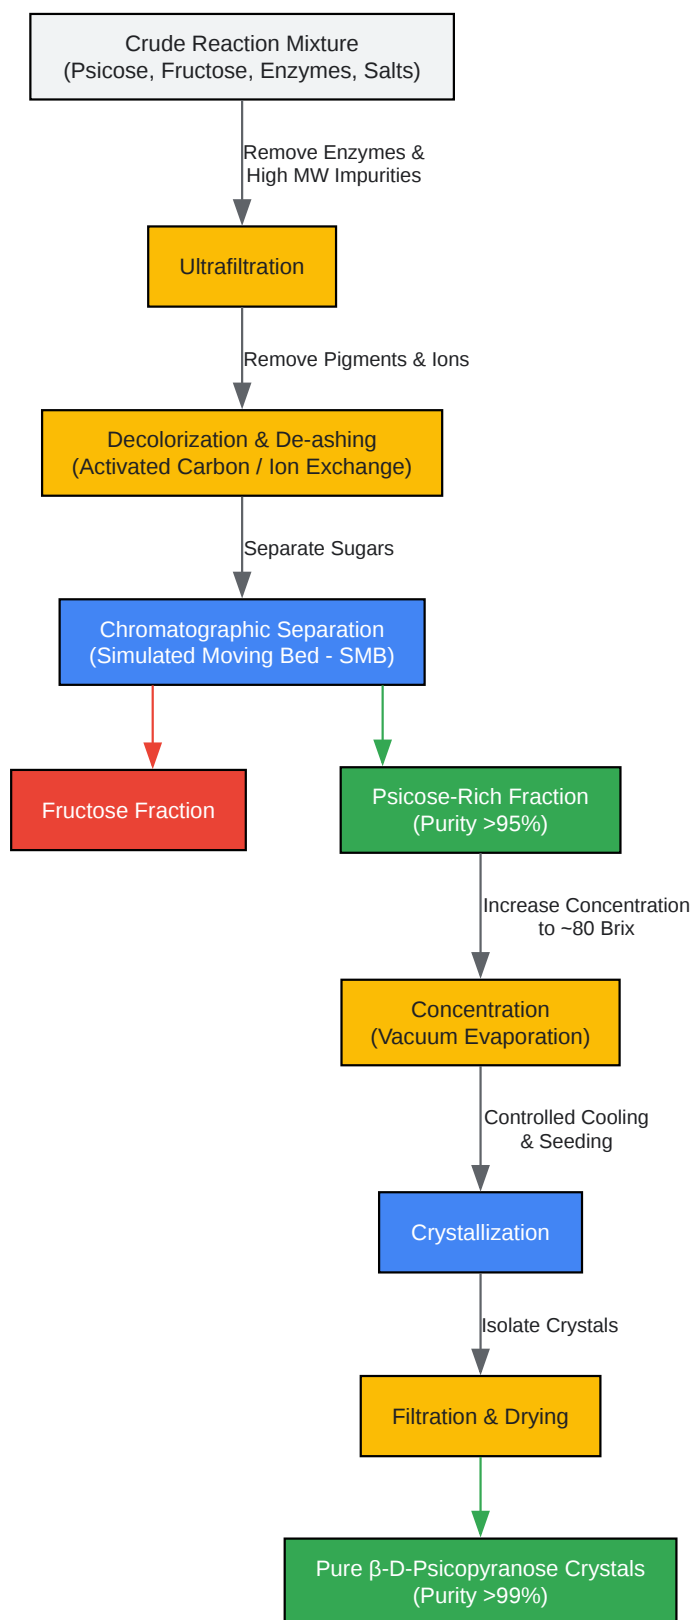 Crude Reaction Mixture
(Psicose, Fructose, Enzymes, Salts)
Remove Enzymes &
High MW Impurities
Ultrafiltration
Remove Pigments & Ions
Decolorization & De-ashing
(Activated Carbon / Ion Exchange)
Separate Sugars
Chromatographic Separation
(Simulated Moving Bed - SMB)
Fructose Fraction
Psicose-Rich Fraction
(Purity >95%)
Increase Concentration
to ~80 Brix
Concentration
(Vacuum Evaporation)
Controlled Cooling
& Seeding
Crystallization
Isolate Crystals
Filtration & Drying
Pure β-D-Psicopyranose Crystals
(Purity >99%)